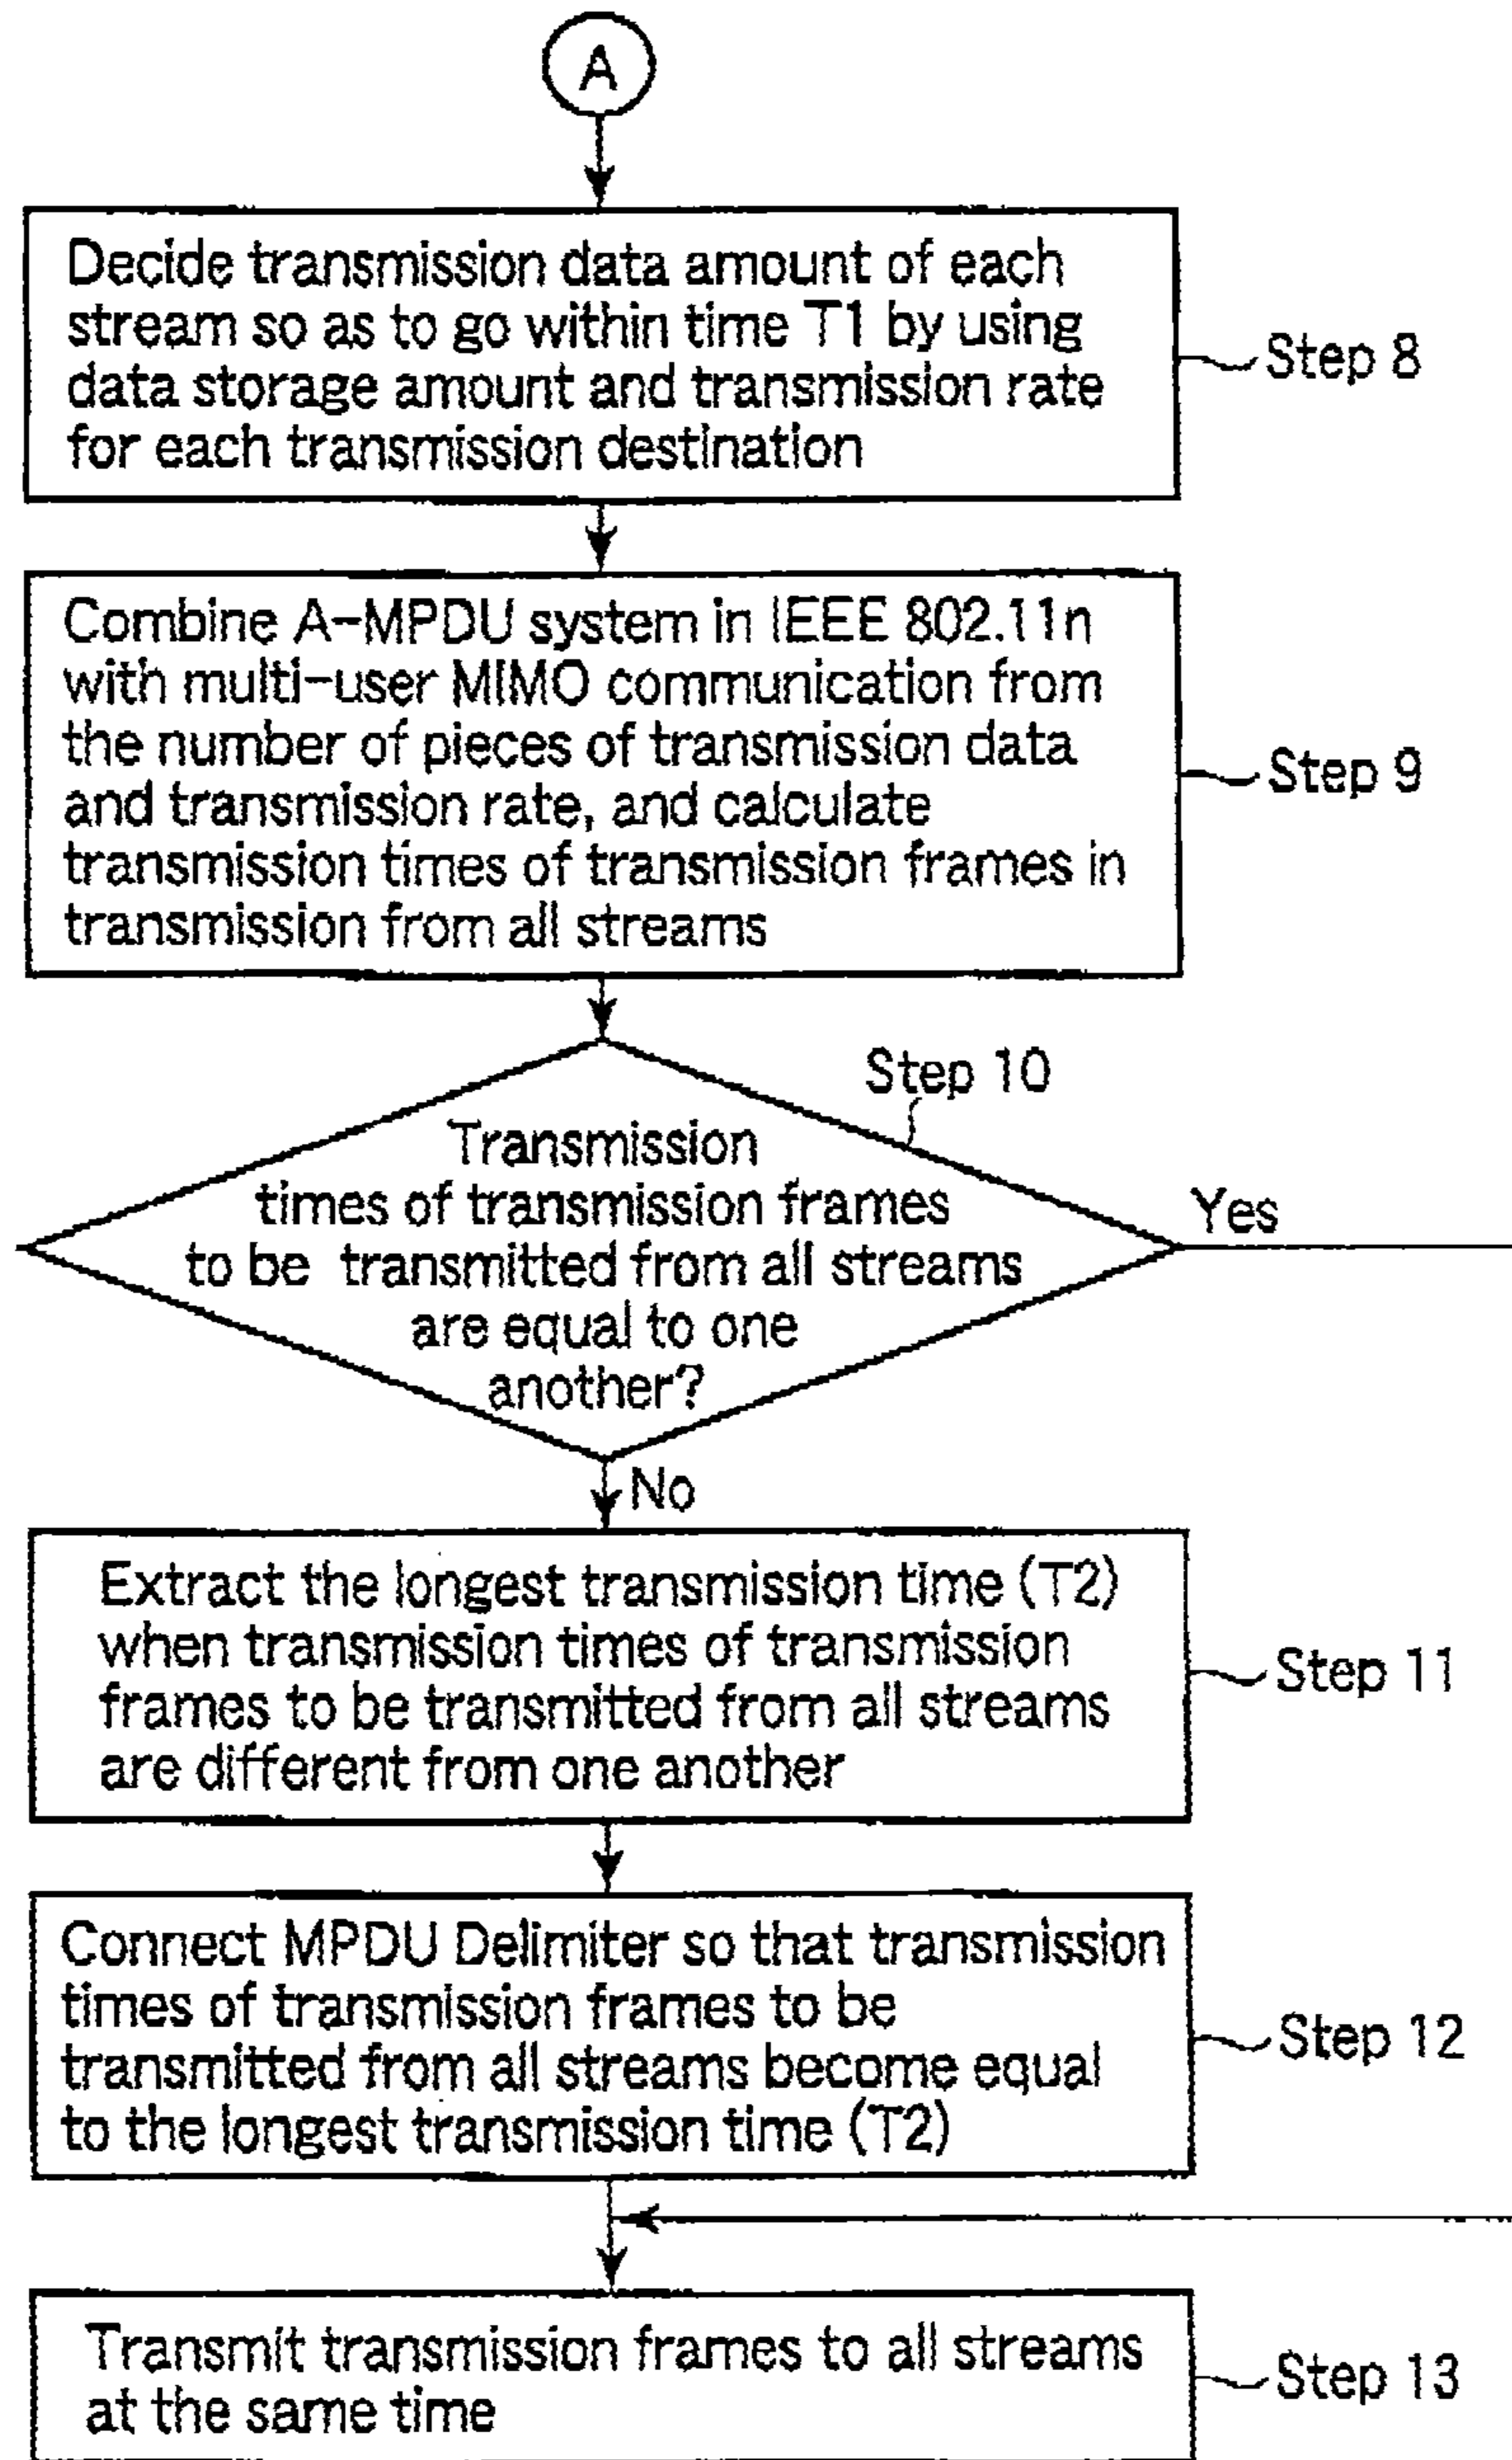 A
Decide transmission data amount of each
stream so as to go within time T1 by using
data storage amount and transmission rate
for each transmission destination
Step 8
Combine A-MPDU system in IEEE 802.11n
with multi-user MIMO communication from
the number of pieces of transmission data
and transmission rate, and calculate
transmission times of transmission frames in
transmission from all streams
Step 9
Step 10
Transmission
times of transmission frames
to be transmitted from all streams
are equal to one
another?
Yes
No
Extract the longest transmission time (T2)
when transmission times of transmission
frames to be transmitted from all streams
are different from one another
Step 11
Connect MPDU Delimiter so that transmission
times of transmission frames to be
transmitted from all streams become equal
to the longest transmission time (T2)
Step 12
Transmit transmission frames to all streams
at the same time
Step 13